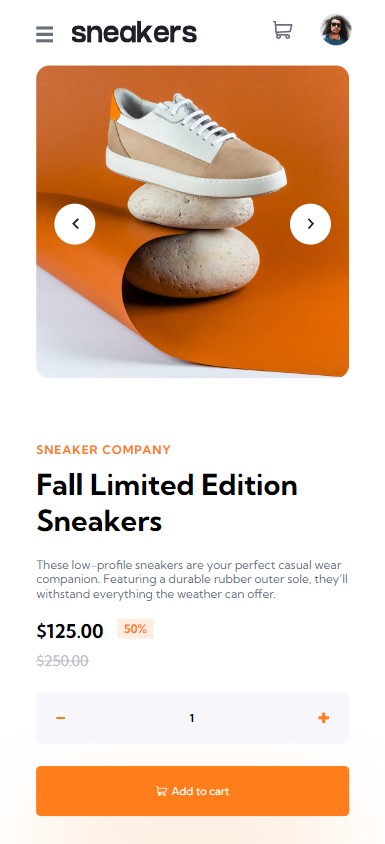 sneakers
SNEAKER COMPANY
Fall Limited Edition
Sneakers
These low-profile sneakers are your perfect casual wear
companion. Featuring a durable rubber outer sole, they'll
withstand everything the weather can offer.
$125.00 50%
$250.00
1
Add to cart